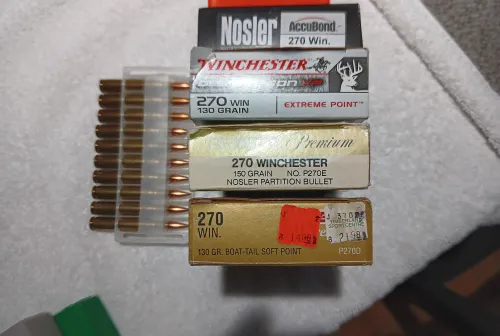 Nosler
AccuBond
270 Win.
WINCHESTER
XP
270 WIN
130 GRAIN
EXTREME POINT
Premium
270 WINCHESTER
150 GRAIN NO. P270E
NOSLER PARTITION BULLET
270
WIN.
130 GR. BOAT-TAIL SOFT POINT
P270D